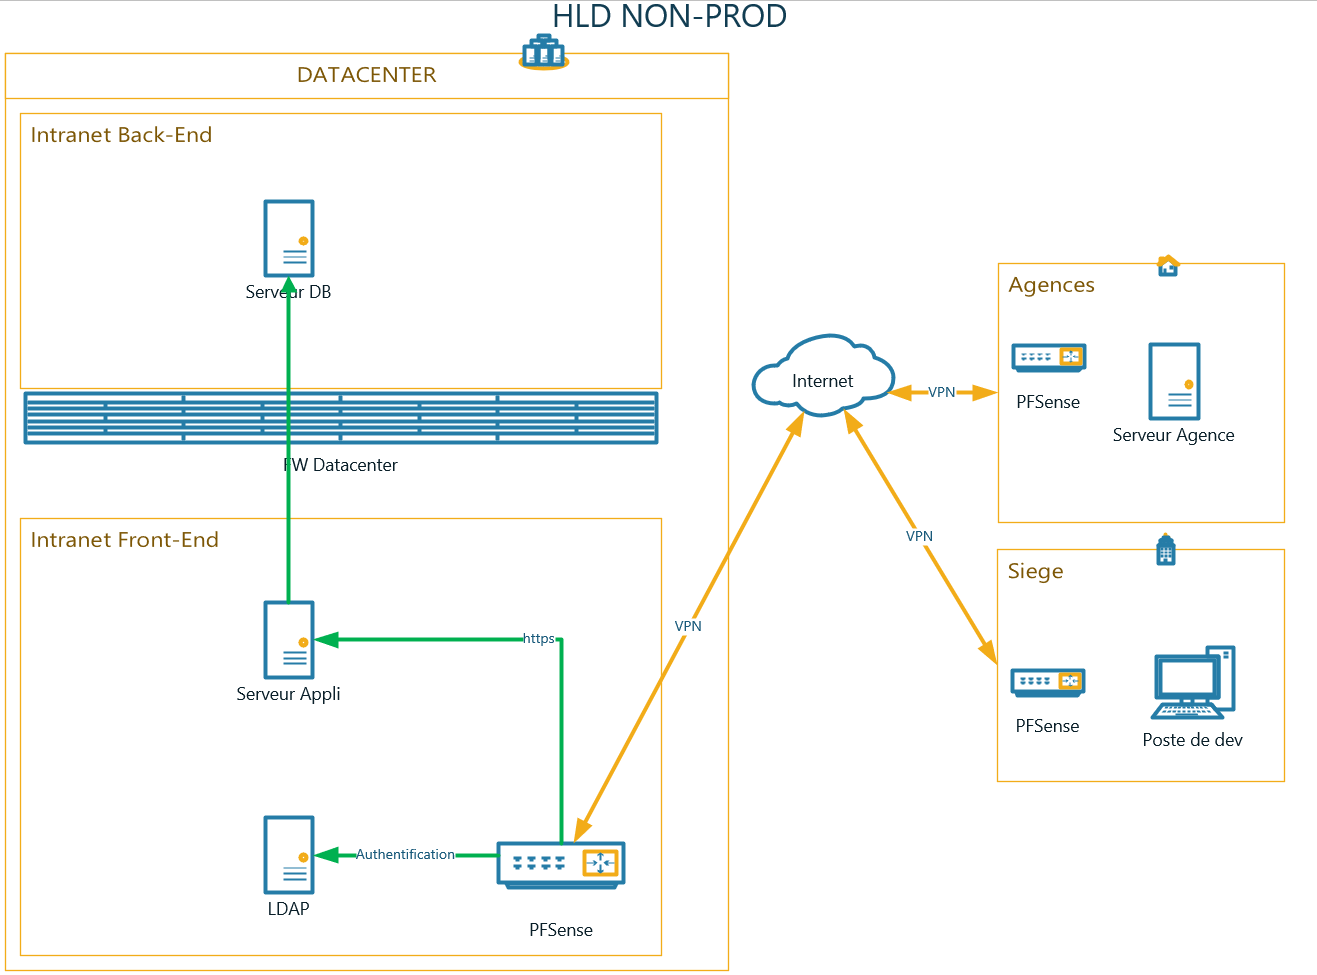 HLD NON-PROD
DATACENTER
Intranet Back-End
Serveur DB
FW Datacenter
Intranet Front-End
https
Serveur Appli
Authentification
LDAP
PFSense
VPN
Internet
VPN
VPN
Agences
PFSense
Serveur Agence
Siege
PFSense
Poste de dev